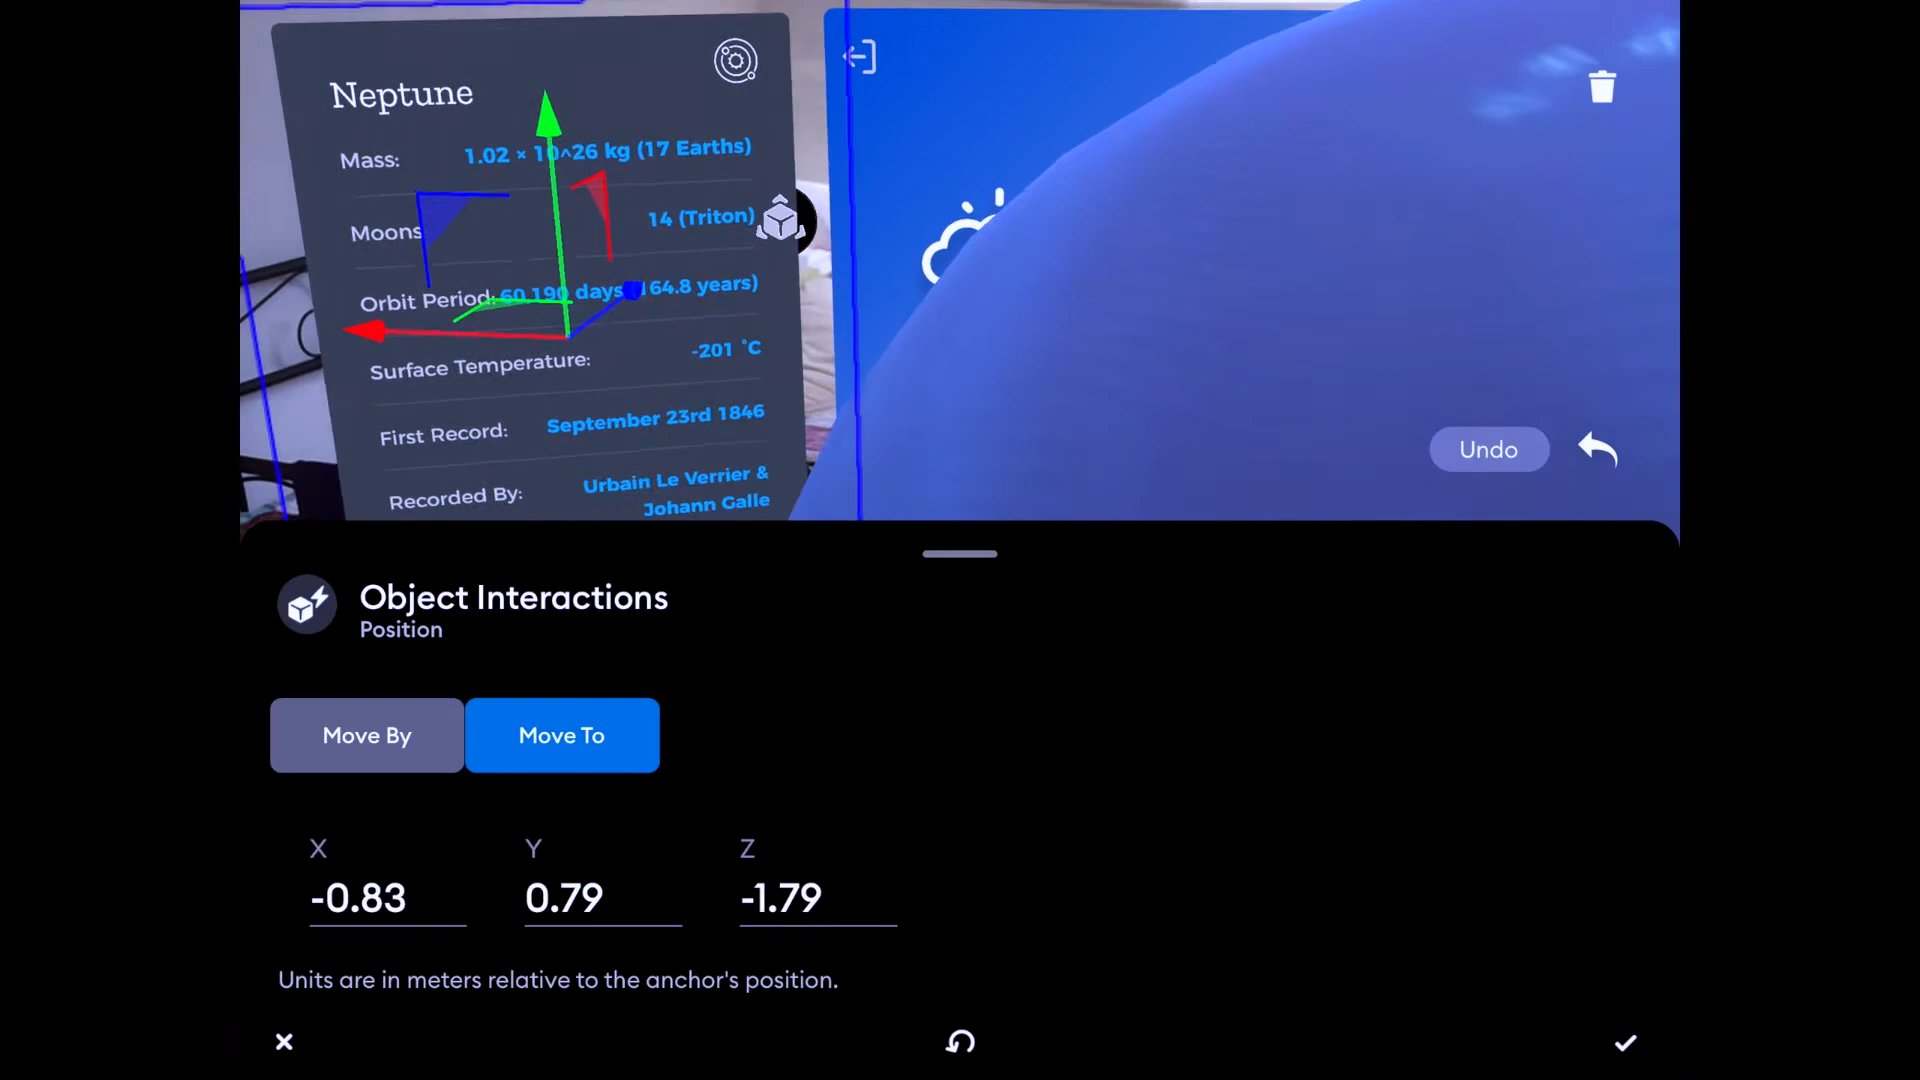 Neptune
Mass: 1.02 × 10^26 kg (17 Earths)
Moons 14 (Triton)
Orbit Period: 60,190 days 164.8 years)
Surface Temperature: -201 °C
First Record: September 23rd 1846
Recorded By: Urbain Le Verrier &
Johann Galle
Undo
Object Interactions
Position
Move By Move To
X Y Z
-0.83 0.79 -1.79
Units are in meters relative to the anchor's position.